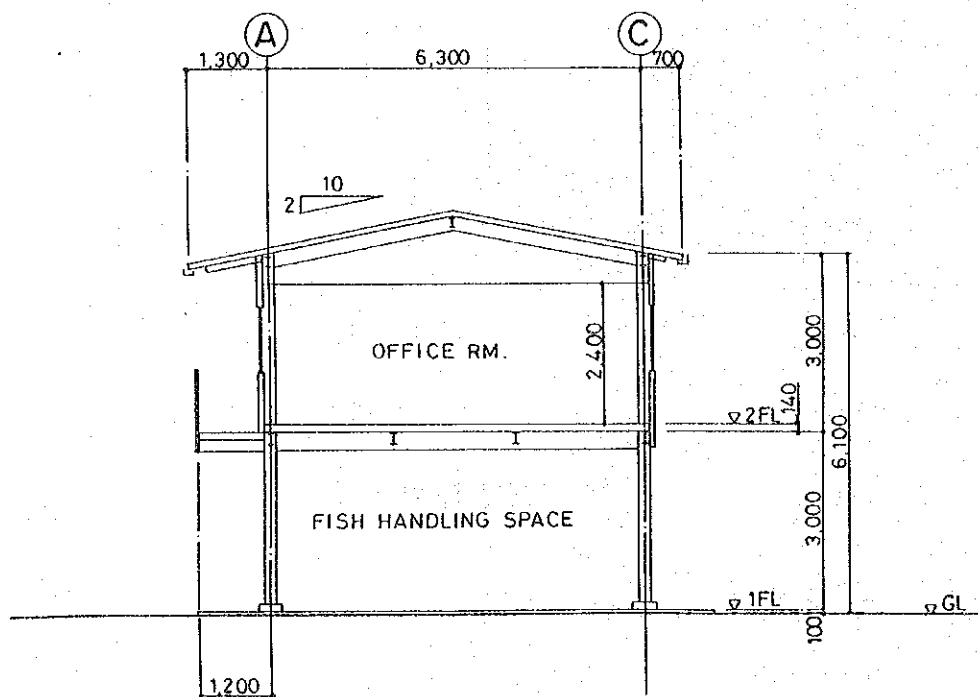 A
C
1,300
6,300
700
10
2
OFFICE RM.
2,400
3,000
2FL
140
6,100
FISH HANDLING SPACE
3,000
1FL
GL
100
1,200